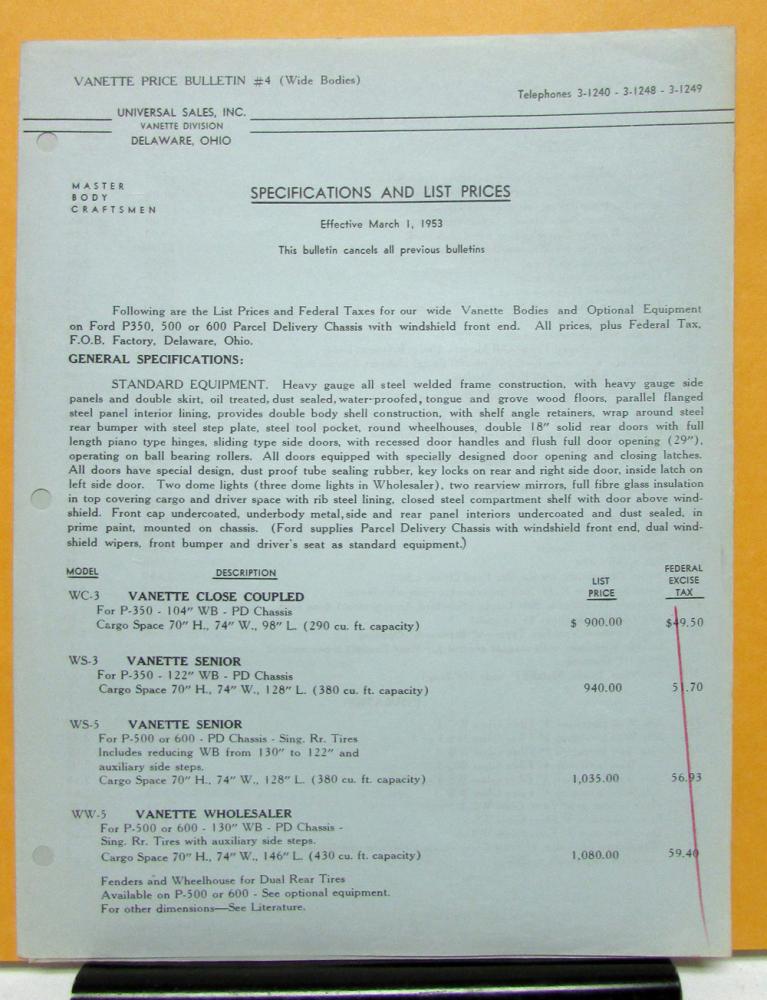 VANETTE PRICE BULLETIN #4 (Wide Bodies)
Telephones 3-1240 - 3-1248 - 3-1249
UNIVERSAL SALES, INC.
VANETTE DIVISION
DELAWARE, OHIO
MASTER
BODY
CRAFTSMEN
SPECIFICATIONS AND LIST PRICES
Effective March 1, 1953
This bulletin cancels all previous bulletins
Following are the List Prices and Federal Taxes for our wide Vanette Bodies and Optional Equipment
on Ford P350, 500 or 600 Parcel Delivery Chassis with windshield front end. All prices, plus Federal Tax,
F.O.B. Factory, Delaware, Ohio.
GENERAL SPECIFICATIONS:
STANDARD EQUIPMENT. Heavy gauge all steel welded frame construction, with heavy gauge side
panels and double skirt, oil treated, dust sealed, water-proofed, tongue and grove wood floors, parallel flanged
steel panel interior lining, provides double body shell construction, with shelf angle retainers, wrap around steel
rear bumper with steel step plate, steel tool pocket, round wheelhouses, double 18" solid rear doors with full
length piano type hinges, sliding type side doors, with recessed door handles and flush full door opening (29"),
operating on ball bearing rollers. All doors equipped with specially designed door opening and closing latches.
All doors have special design, dust proof tube sealing rubber, key locks on rear and right side door, inside latch on
left side door. Two dome lights (three dome lights in Wholesaler), two rearview mirrors, full fibre glass insulation
in top covering cargo and driver space with rib steel lining, closed steel compartment shelf with door above wind-
shield. Front cap undercoated, underbody metal, side and rear panel interiors undercoated and dust sealed, in
prime paint, mounted on chassis. (Ford supplies Parcel Delivery Chassis with windshield front end, dual wind-
shield wipers, front bumper and driver's seat as standard equipment.)
MODEL DESCRIPTION LIST PRICE FEDERAL EXCISE TAX
WC-3 VANETTE CLOSE COUPLED
For P-350 - 104" WB - PD Chassis
Cargo Space 70" H., 74" W., 98" L. (290 cu. ft. capacity) $ 900.00 $49.50
WS-3 VANETTE SENIOR
For P-350 - 122" WB - PD Chassis
Cargo Space 70" H., 74" W., 128" L. (380 cu. ft. capacity) 940.00 51.70
WS-5 VANETTE SENIOR
For P-500 or 600 - PD Chassis - Sing. Rr. Tires
Includes reducing WB from 130" to 122" and
auxiliary side steps.
Cargo Space 70" H., 74" W., 128" L. (380 cu. ft. capacity) 1,035.00 56.93
WW-5 VANETTE WHOLESALER
For P-500 or 600 - 130" WB - PD Chassis -
Sing. Rr. Tires with auxiliary side steps.
Cargo Space 70" H., 74" W., 146" L. (430 cu. ft. capacity) 1,080.00 59.40
Fenders and Wheelhouse for Dual Rear Tires
Available on P-500 or 600 - See optional equipment.
For other dimensions—See Literature.